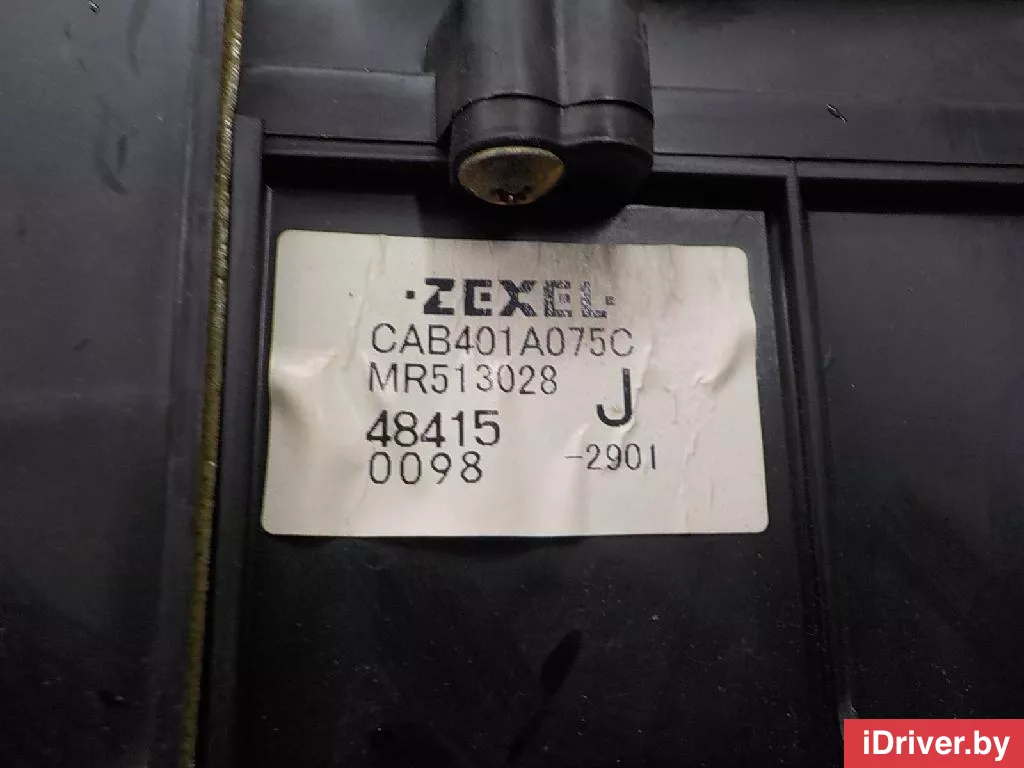 ·ZEXEL·
CAB401A075C
MR513028
J
48415
0098
-2901
iDriver.by